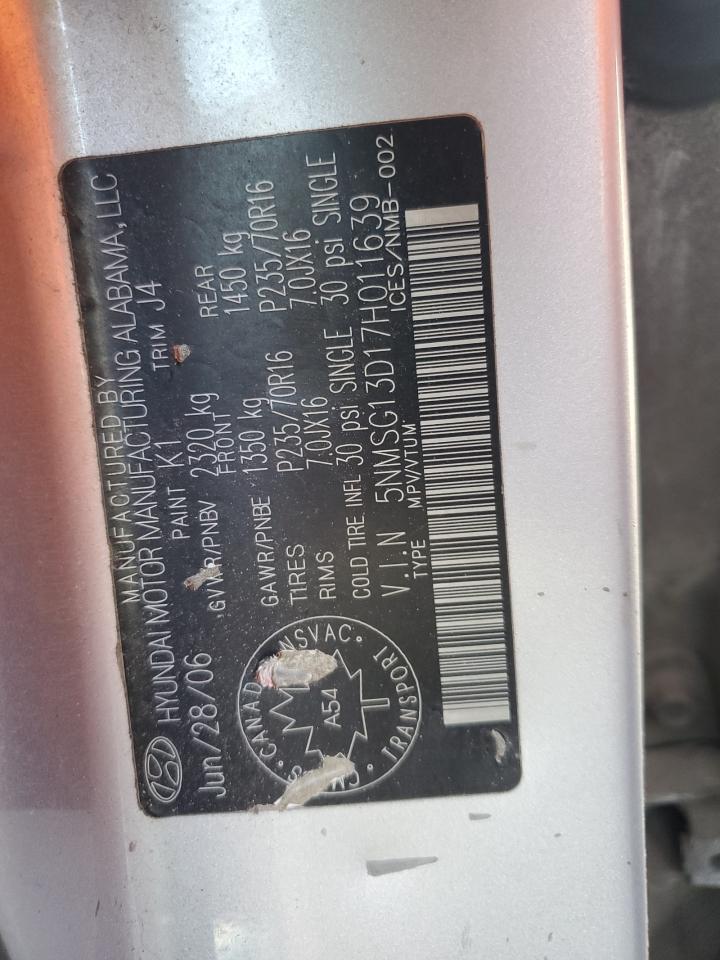 MANUFACTURED BY
HYUNDAI MOTOR MANUFACTURING ALABAMA, LLC
Jun/28/06 PAINT K1 TRIM J4
GVWR/PNBV 2320 kg
FRONT REAR
GAWR/PNBE 1350 kg 1450 kg
TIRES P235/70R16 P235/70R16
RIMS 7.0JX16 7.0JX16
COLD TIRE INFL 30 psi SINGLE 30 psi SINGLE
V.I.N 5NMSG13D17H011639
TYPE MPV/VTUM ICES/NMB-002
A54
TRANSPORT